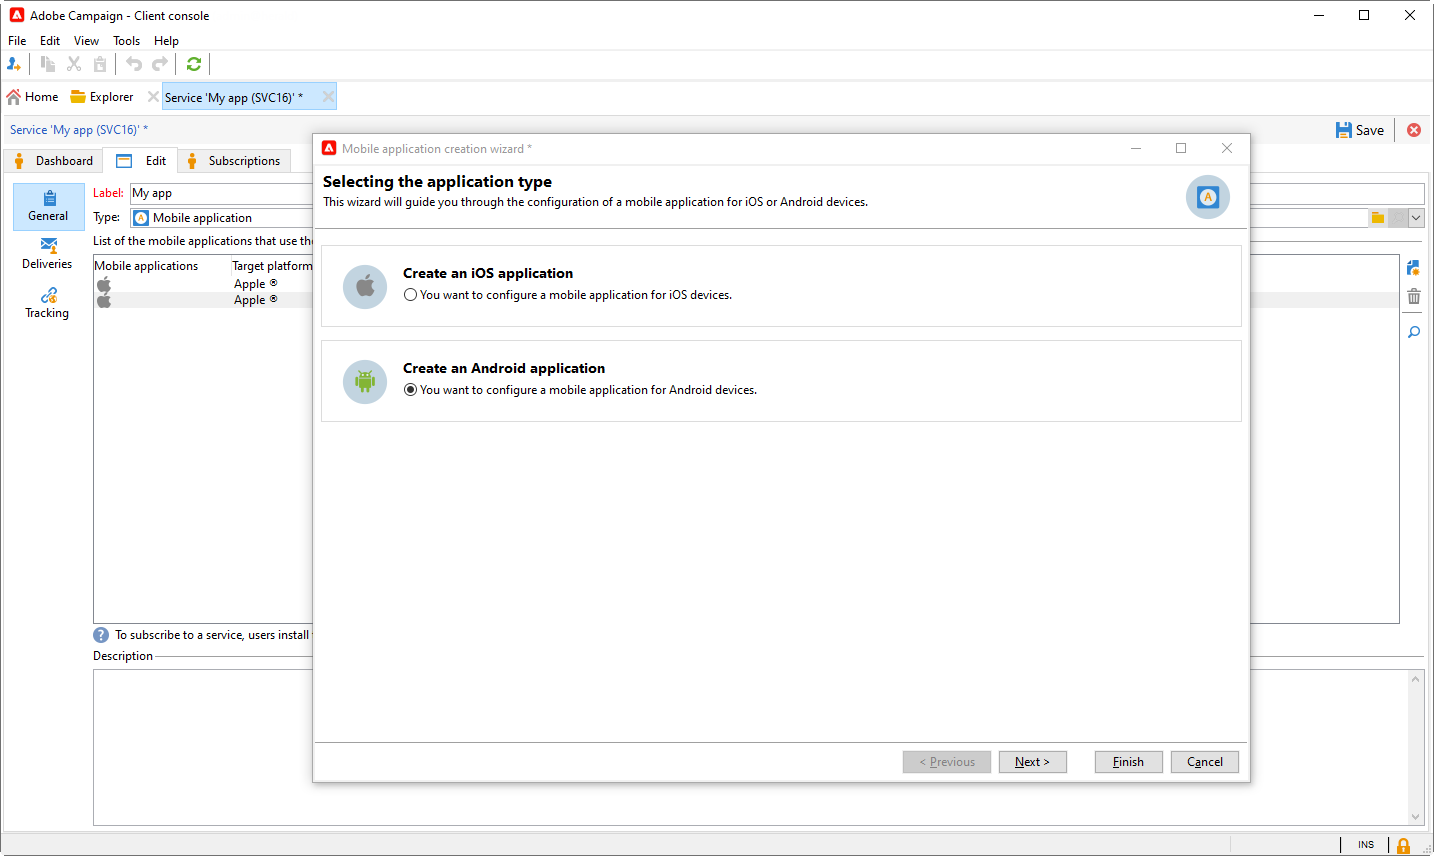 Adobe Campaign - Client console
File Edit View Tools Help
Home Explorer Service 'My app (SVC16)' *
Service 'My app (SVC16)' * Save
Dashboard Edit Subscriptions
General
Deliveries
Tracking
Label: My app
Type: Mobile application
List of the mobile applications that use
Mobile applications Target platform
Apple ®
Apple ®
To subscribe to a service, users install
Description
Mobile application creation wizard *
Selecting the application type
This wizard will guide you through the configuration of a mobile application for iOS or Android devices.
Create an iOS application
You want to configure a mobile application for iOS devices.
Create an Android application
You want to configure a mobile application for Android devices.
< Previous Next > Finish Cancel
INS